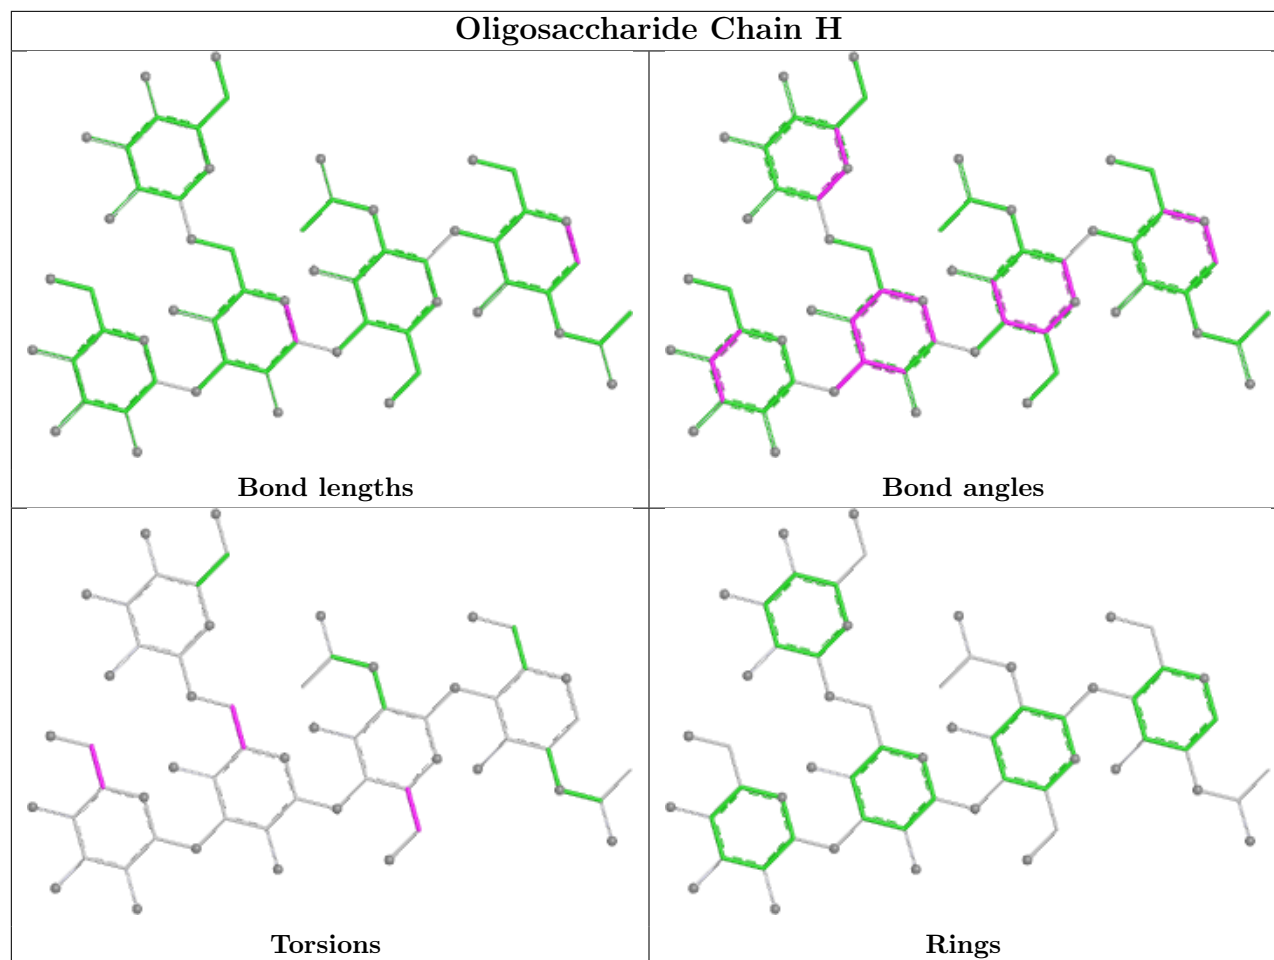 Oligosaccharide Chain H
Bond lengths
Bond angles
Torsions
Rings